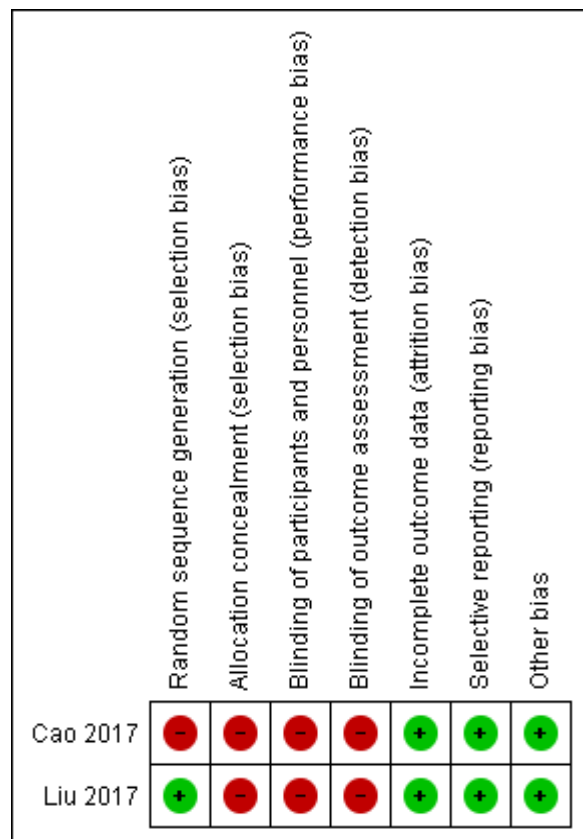 Random sequence generation (selection bias)
Allocation concealment (selection bias)
Blinding of participants and personnel (performance bias)
Blinding of outcome assessment (detection bias)
Incomplete outcome data (attrition bias)
Selective reporting (reporting bias)
Other bias
Cao 2017 - - - - + + +
Liu 2017 + - - - + + +